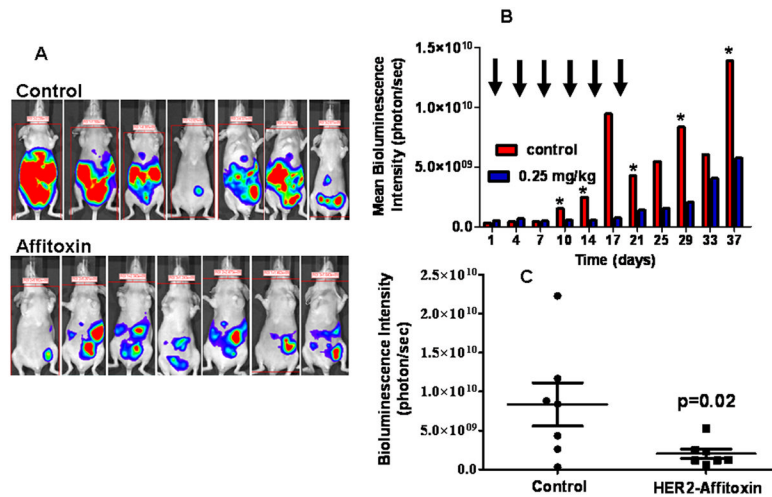 A
Control
Affitoxin
B
Mean Bioluminescence
Intensity (photon/sec)
1.5×10¹⁰
1.0×10¹⁰
5.0×10⁰⁹
0.0
* * * * *
control
0.25 mg/kg
1 4 7 10 14 17 21 25 29 33 37
Time (days)
C
Bioluminescence Intensity
(photon/sec)
2.5×10¹⁰
2.0×10¹⁰
1.5×10¹⁰
1.0×10¹⁰
5.0×10⁰⁹
0.0
p=0.02
Control HER2-Affitoxin